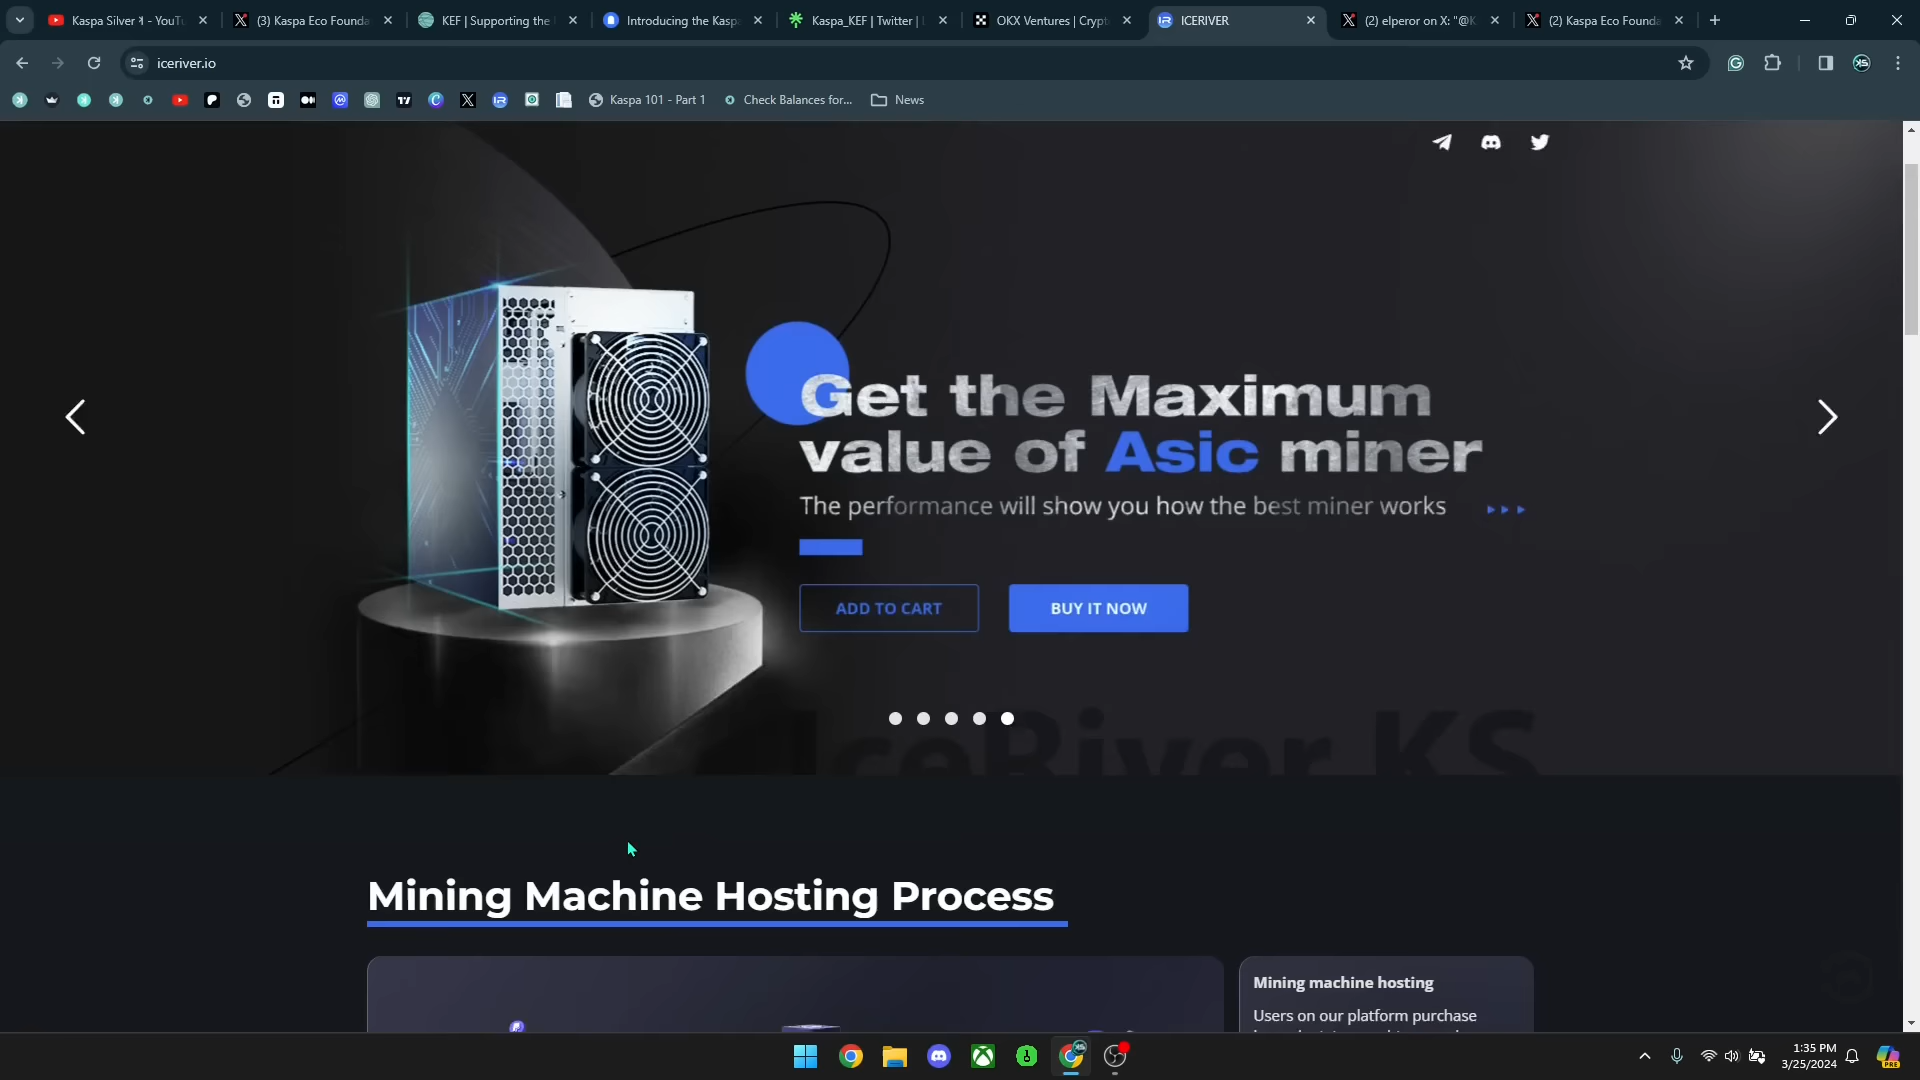 Kaspa Silver
- YouTu
(3) Kaspa Eco Founda
KEF | Supporting the
Introducing the Kasp
Kaspa_KEF | Twitter |
OKX Ventures | Crypt
ICERIVER
(2) elperor on X: "@K
(2) Kaspa Eco Founda
iceriver.io
Kaspa 101 - Part 1
Check Balances for...
News
Get the Maximum
value of Asic miner
The performance will show you how the best miner works
ADD TO CART
BUY IT NOW
IceRiver KS
Mining Machine Hosting Process
Mining machine hosting
Users on our platform purchase
1:35 PM
3/25/2024
PRE